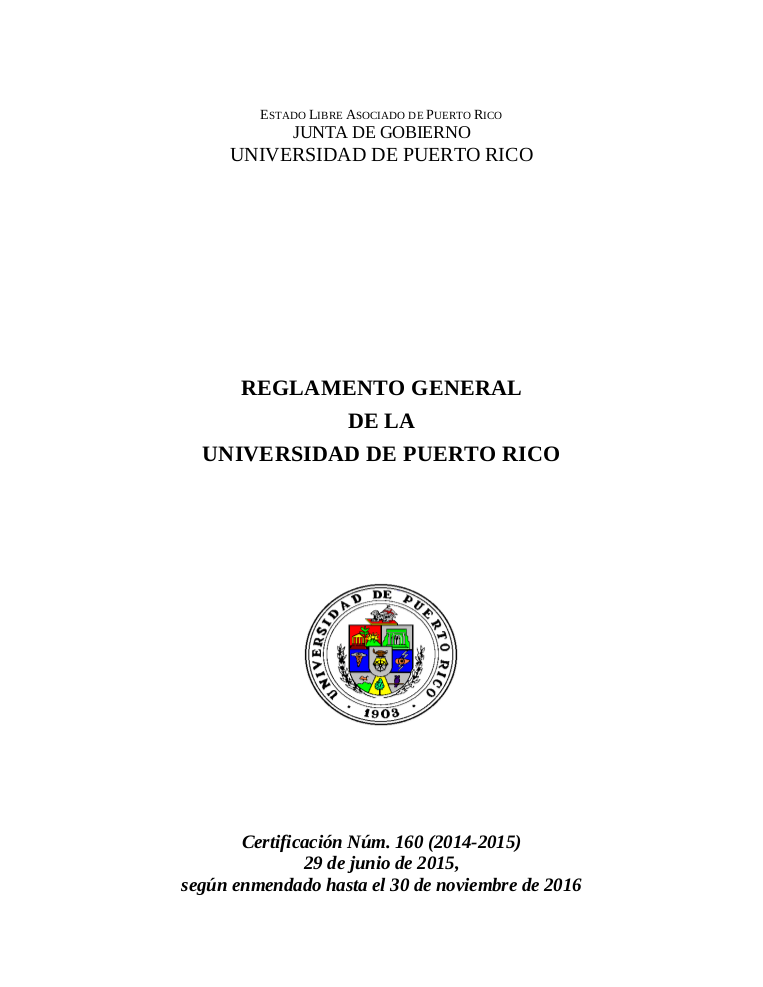 ESTADO LIBRE ASOCIADO DE PUERTO RICO
JUNTA DE GOBIERNO
UNIVERSIDAD DE PUERTO RICO
REGLAMENTO GENERAL
DE LA
UNIVERSIDAD DE PUERTO RICO
UNIVERSIDAD DE PUERTO RICO
· 1903 ·
Certificación Núm. 160 (2014-2015)
29 de junio de 2015,
según enmendado hasta el 30 de noviembre de 2016